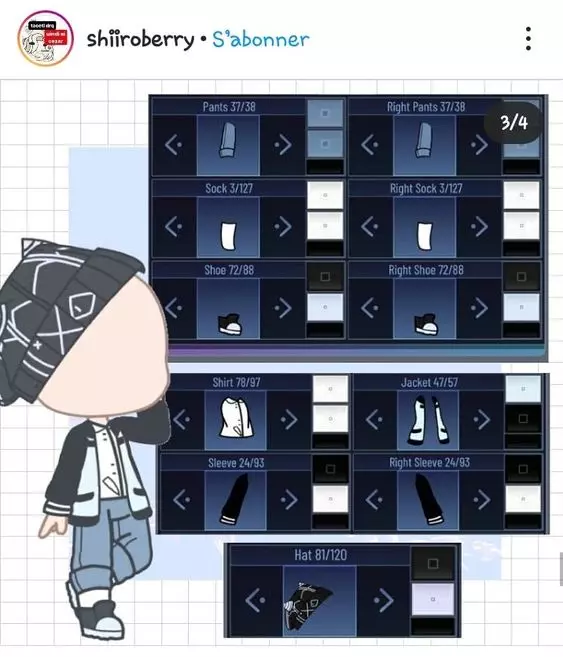 shiiroberry • S'abonner
3/4
Pants 37/38
Right Pants 37/38
Sock 3/127
Right Sock 3/127
Shoe 72/88
Right Shoe 72/88
Shirt 78/97
Jacket 47/57
Sleeve 24/93
Right Sleeve 24/93
Hat 81/120